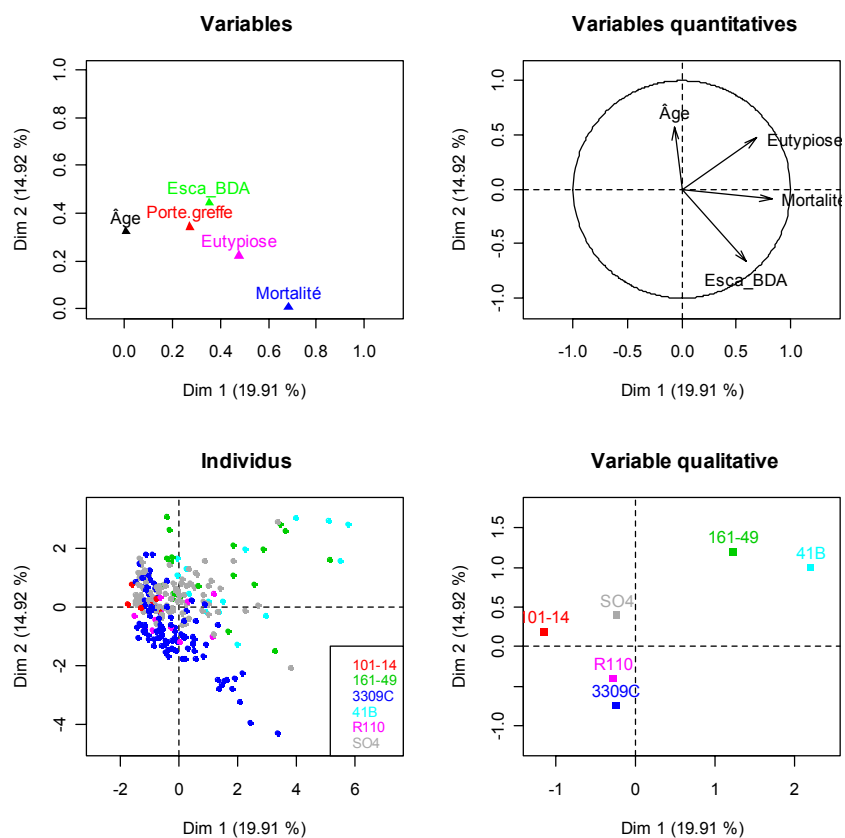 Variables
Dim 2 (14.92 %)
1.0
0.8
0.6
0.4
0.2
0.0
Esca_BDA
Porte.greffe
Âge
Eutypiose
Mortalité
0.0 0.2 0.4 0.6 0.8 1.0
Dim 1 (19.91 %)
Variables quantitatives
Dim 2 (14.92 %)
1.0
0.5
0.0
-0.5
-1.0
Âge
Eutypiose
Mortalité
Esca_BDA
-1.0 -0.5 0.0 0.5 1.0
Dim 1 (19.91 %)
Individus
Dim 2 (14.92 %)
2
0
-2
-4
101-14
161-49
3309C
41B
R110
SO4
-2 0 2 4 6
Dim 1 (19.91 %)
Variable qualitative
Dim 2 (14.92 %)
1.5
1.0
0.5
0.0
-1.0
161-49
41B
SO4
101-14
R110
3309C
-1 0 1 2
Dim 1 (19.91 %)